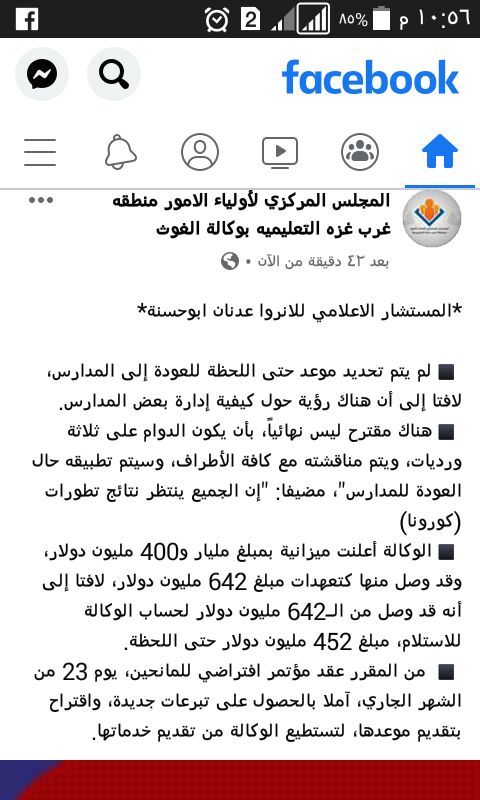 ١٠:٥٦ م ٨٥% 2
facebook
المجلس المركزي لأولياء الامور منطقه
غرب غزه التعليميه بوكالة الغوث
بعد ٤٢ دقيقة من الآن •
*المستشار الاعلامي للانروا عدنان ابوحسنة*
◼ لم يتم تحديد موعد حتى اللحظة للعودة إلى المدارس،
لافتا إلى أن هناك رؤية حول كيفية إدارة بعض المدارس.
◼ هناك مقترح ليس نهائياً، بأن يكون الدوام على ثلاثة
ورديات، ويتم مناقشته مع كافة الأطراف، وسيتم تطبيقه حال
العودة للمدارس"، مضيفا: "إن الجميع ينتظر نتائج تطورات
(كورونا)
◼ الوكالة أعلنت ميزانية بمبلغ مليار و400 مليون دولار،
وقد وصل منها كتعهدات مبلغ 642 مليون دولار، لافتا إلى
أنه قد وصل من الـ642 مليون دولار لحساب الوكالة
للاستلام، مبلغ 452 مليون دولار حتى اللحظة.
◼ من المقرر عقد مؤتمر افتراضي للمانحين، يوم 23 من
الشهر الجاري، آملا بالحصول على تبرعات جديدة، واقتراح
بتقديم موعدها، لتستطيع الوكالة من تقديم خدماتها.